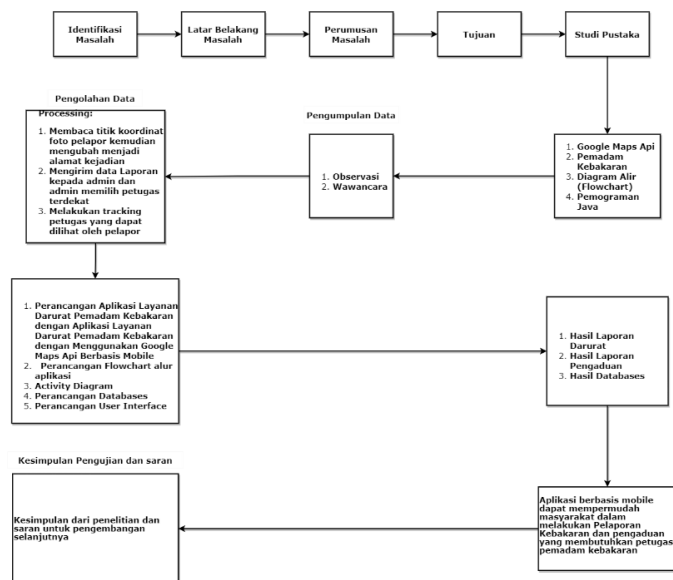 Identifikasi
Masalah
Latar Belakang
Masalah
Perumusan
Masalah
Tujuan
Studi Pustaka
1. Google Maps Api
2. Pemadam
Kebakaran
3. Diagram Alir
(Flowchart)
4. Pemograman
Java
Pengumpulan Data
1. Observasi
2. Wawancara
Pengolahan Data
Processing:
1. Membaca titik koordinat
foto pelapor kemudian
mengubah menjadi
alamat kejadian
2. Mengirim data Laporan
kepada admin dan
admin memilih petugas
terdekat
3. Melakukan tracking
petugas yang dapat
dilihat oleh pelapor
1. Perancangan Aplikasi Layanan
Darurat Pemadam Kebakaran
dengan Aplikasi Layanan
Darurat Pemadam Kebakaran
dengan Menggunakan Google
Maps Api Berbasis Mobile
2. Perancangan Flowchart alur
aplikasi
3. Activity Diagram
4. Perancangan Databases
5. Perancangan User Interface
1. Hasil Laporan
Darurat
2. Hasil Laporan
Pengaduan
3. Hasil Databases
Aplikasi berbasis mobile
dapat mempermudah
masyarakat dalam
melakukan Pelaporan
Kebakaran dan pengaduan
yang membutuhkan petugas
pemadam kebakaran
Kesimpulan Pengujian dan saran
Kesimpulan dari penelitian dan
saran untuk pengembangan
selanjutnya